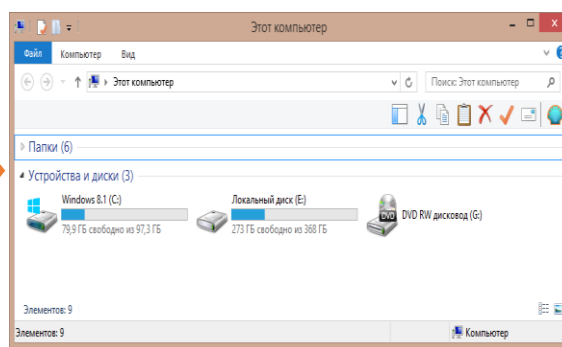 Этот компьютер
Файл Компьютер Вид
Этот компьютер
Поиск: Этот компьютер
Папки (6)
Устройства и диски (3)
Windows 8.1 (C:)
79,9 ГБ свободно из 97,3 ГБ
Локальный диск (E:)
273 ГБ свободно из 368 ГБ
DVD
DVD RW дисковод (G:)
Элементов: 9
Элементов: 9
Компьютер